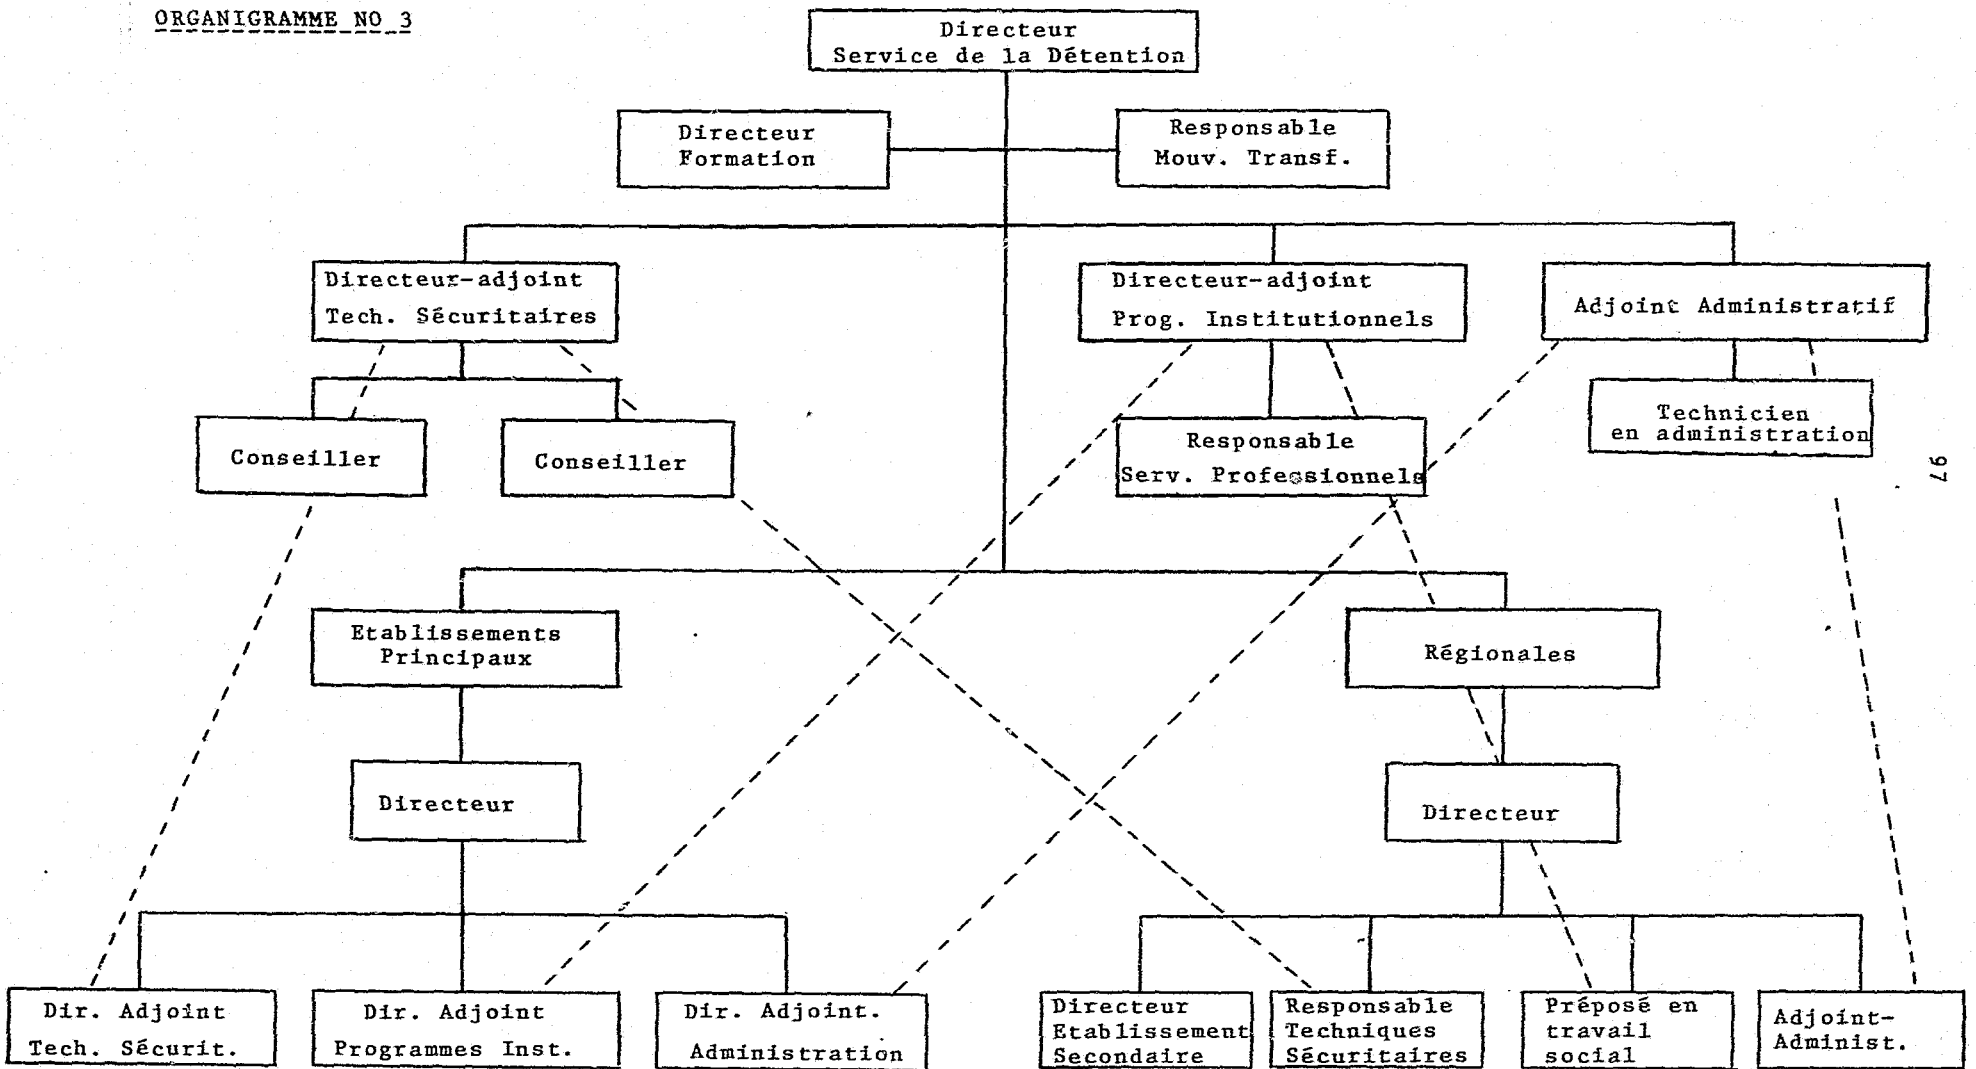 ORGANIGRAMME NO 3
Directeur
Service de la Détention
Directeur
Formation
Responsable
Mouv. Transf.
Directeur-adjoint
Tech. Sécuritaires
Directeur-adjoint
Prog. Institutionnels
Adjoint Administratif
Conseiller
Conseiller
Responsable
Serv. Professionnels
Technicien
en administration
97
Etablissements
Principaux
Régionales
Directeur
Directeur
Dir. Adjoint
Tech. Sécurit.
Dir. Adjoint
Programmes Inst.
Dir. Adjoint.
Administration
Directeur
Etablissement
Secondaire
Responsable
Techniques
Sécuritaires
Préposé en
travail
social
Adjoint-
Administ.